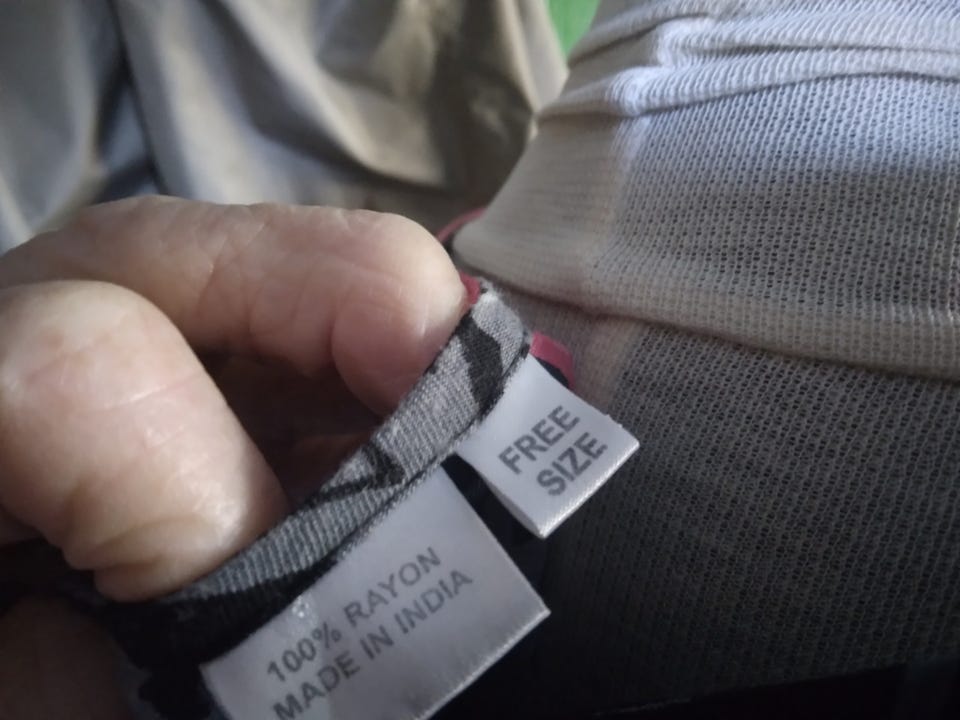 FREE
SIZE
100% RAYON
MADE IN INDIA